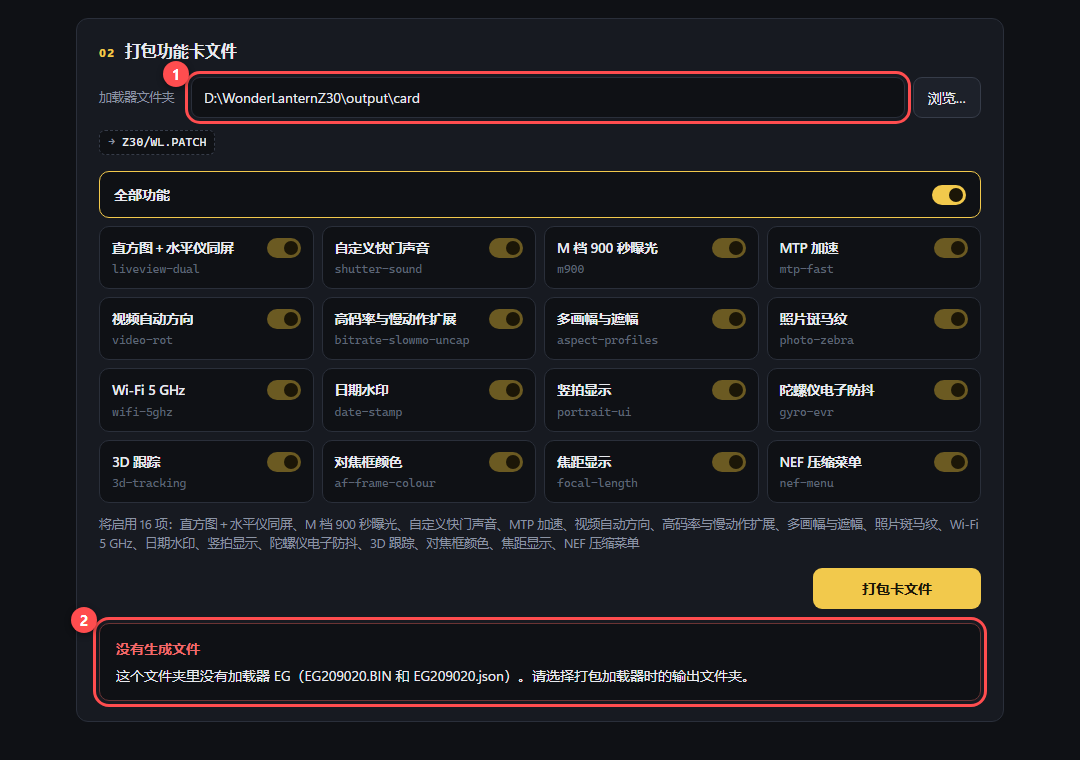 02 打包功能卡文件
1
加载器文件夹 D:\WonderLanternZ30\output\card 浏览...
→ Z30/WL.PATCH
全部功能
直方图 + 水平仪同屏 自定义快门声音 M 档 900 秒曝光 MTP 加速
liveview-dual shutter-sound m900 mtp-fast
视频自动方向 高码率与慢动作扩展 多画幅与遮幅 照片斑马纹
video-rot bitrate-slowmo-uncap aspect-profiles photo-zebra
Wi-Fi 5 GHz 日期水印 竖拍显示 陀螺仪电子防抖
wifi-5ghz date-stamp portrait-ui gyro-evr
3D 跟踪 对焦框颜色 焦距显示 NEF 压缩菜单
3d-tracking af-frame-colour focal-length nef-menu
将启用 16 项：直方图 + 水平仪同屏、M 档 900 秒曝光、自定义快门声音、MTP 加速、视频自动方向、高码率与慢动作扩展、多画幅与遮幅、照片斑马纹、Wi-Fi
5 GHz、日期水印、竖拍显示、陀螺仪电子防抖、3D 跟踪、对焦框颜色、焦距显示、NEF 压缩菜单
打包卡文件
2
没有生成文件
这个文件夹里没有加载器 EG（EG209020.BIN 和 EG209020.json）。请选择打包加载器时的输出文件夹。